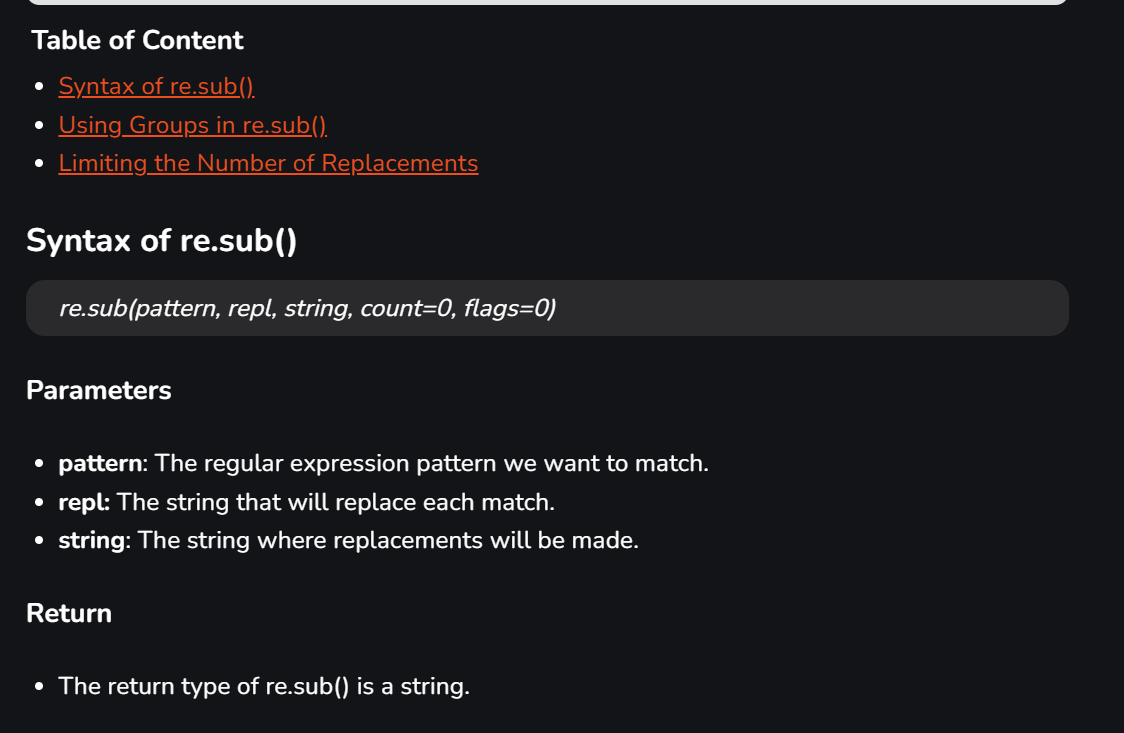 Table of Content
Syntax of re.sub()
Using Groups in re.sub()
Limiting the Number of Replacements
Syntax of re.sub()
re.sub(pattern, repl, string, count=0, flags=0)
Parameters
pattern: The regular expression pattern we want to match.
repl: The string that will replace each match.
string: The string where replacements will be made.
Return
The return type of re.sub() is a string.